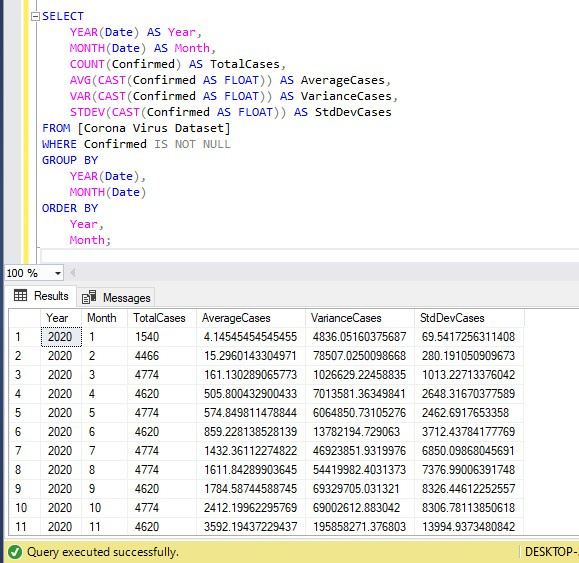 SELECT
YEAR(Date) AS Year,
MONTH(Date) AS Month,
COUNT(Confirmed) AS TotalCases,
AVG(CAST(Confirmed AS FLOAT)) AS AverageCases,
VAR(CAST(Confirmed AS FLOAT)) AS VarianceCases,
STDEV(CAST(Confirmed AS FLOAT)) AS StdDevCases
FROM [Corona Virus Dataset]
WHERE Confirmed IS NOT NULL
GROUP BY
YEAR(Date),
MONTH(Date)
ORDER BY
Year,
Month;
100 %
Results Messages
Year Month TotalCases AverageCases VarianceCases StdDevCases
1 2020 1 1540 4.14545454545455 4836.05160375687 69.5417256311408
2 2020 2 4466 15.2960143304971 78507.0250098668 280.191050909673
3 2020 3 4774 161.130289065773 1026629.22458835 1013.22713376042
4 2020 4 4620 505.800432900433 7013581.36349841 2648.31670377589
5 2020 5 4774 574.849811478844 6064850.73105276 2462.6917653358
6 2020 6 4620 859.228138528139 13782194.729063 3712.43784177769
7 2020 7 4774 1432.36112274822 46923851.9319976 6850.09868045691
8 2020 8 4774 1611.84289903645 54419982.4031373 7376.99006391748
9 2020 9 4620 1784.58744588745 69329705.031321 8326.44612252557
10 2020 10 4774 2412.19962295769 69002612.883042 8306.78113850618
11 2020 11 4620 3592.19437229437 195858271.376803 13994.9373480842
Query executed successfully. DESKTOP-